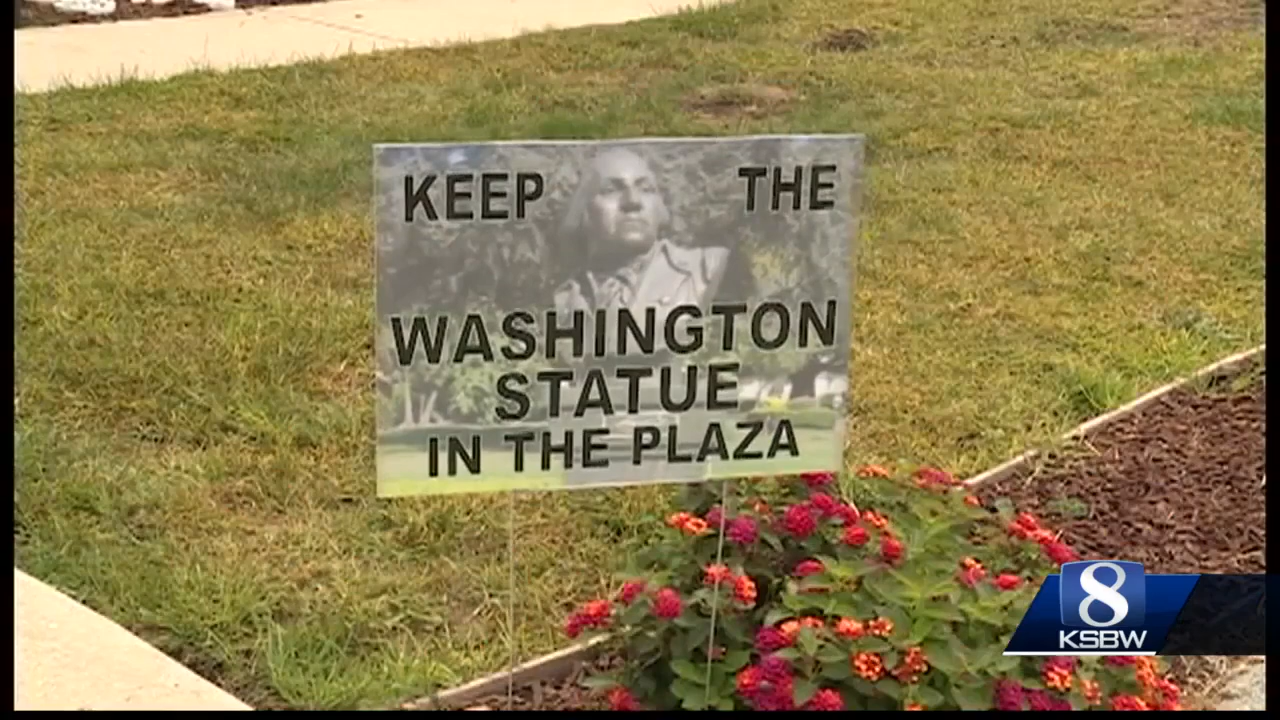 KEEP THE
WASHINGTON
STATUE
IN THE PLAZA
8
KSBW